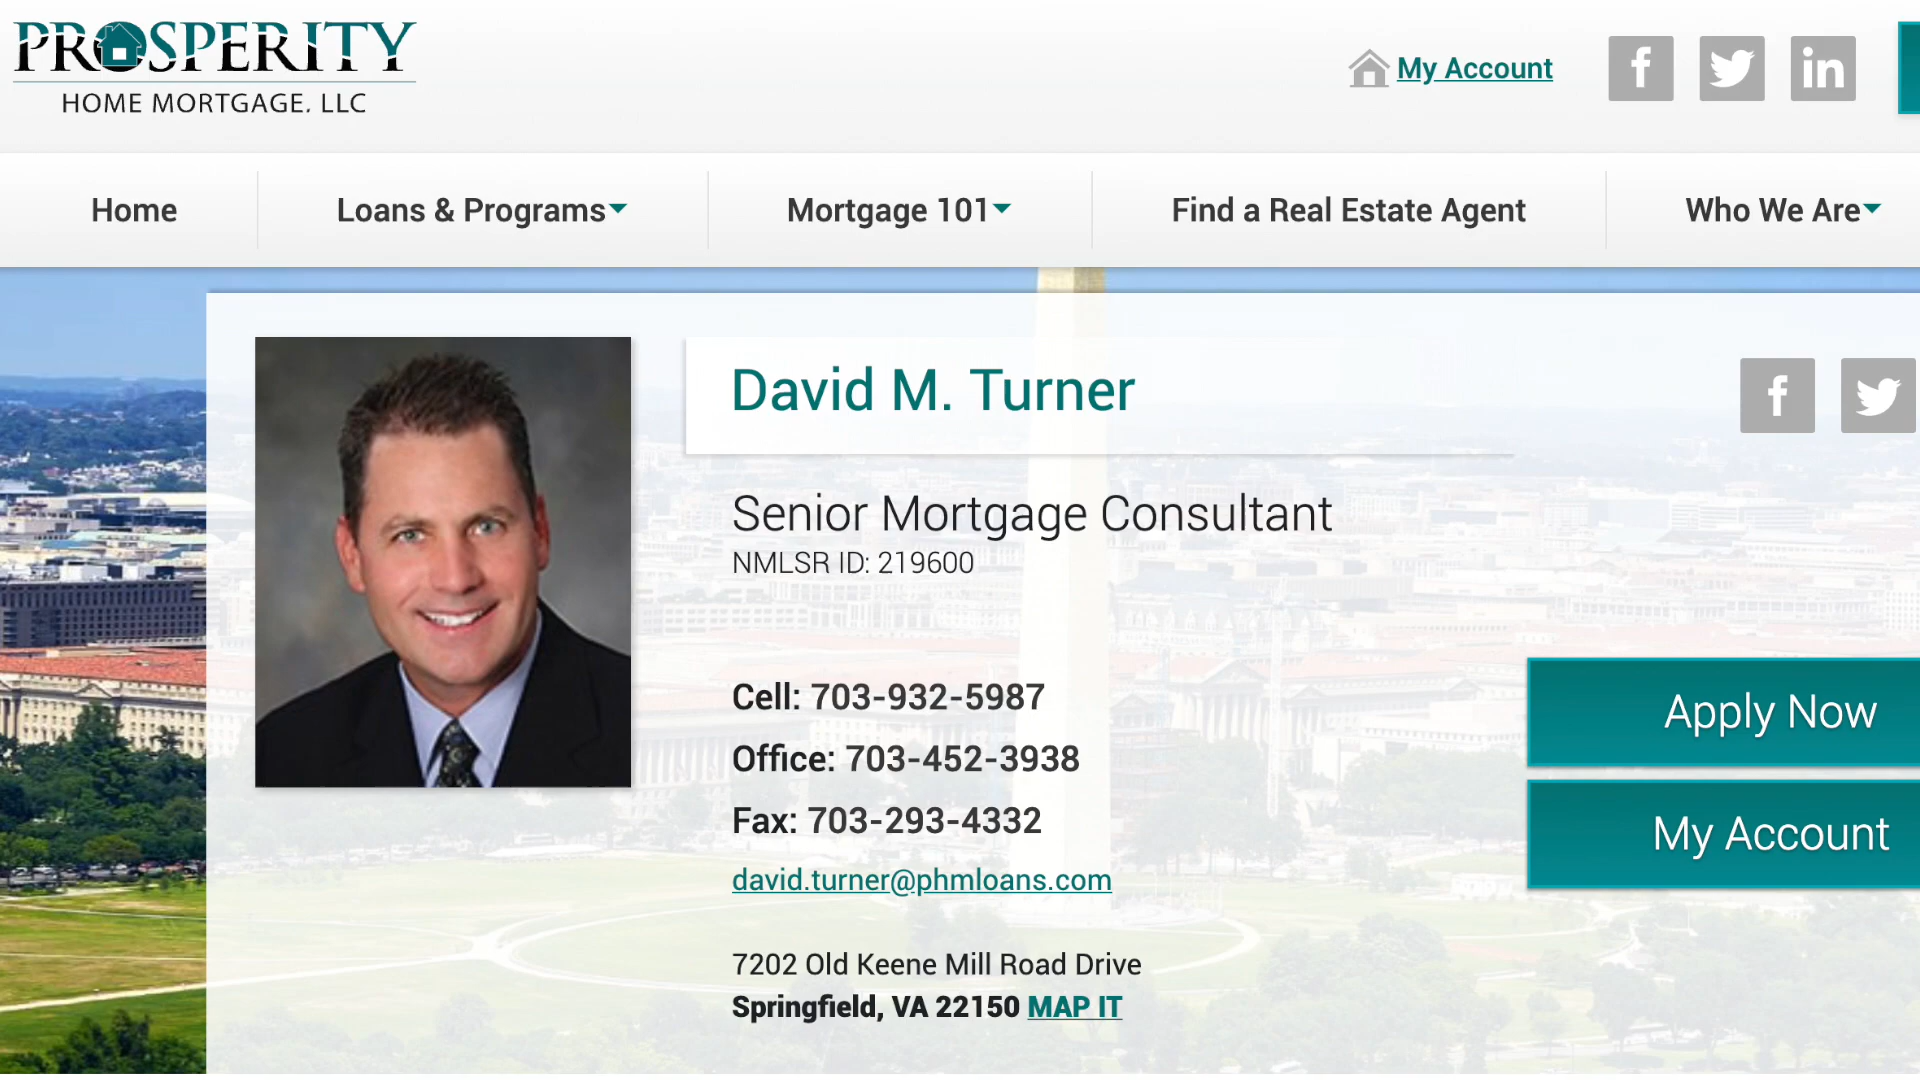 PROSPERITY
HOME MORTGAGE, LLC
My Account
Home
Loans & Programs
Mortgage 101
Find a Real Estate Agent
Who We Are
David M. Turner
Senior Mortgage Consultant
NMLSR ID: 219600
Cell: 703-932-5987
Office: 703-452-3938
Fax: 703-293-4332
david.turner@phmloans.com
7202 Old Keene Mill Road Drive
Springfield, VA 22150 MAP IT
Apply Now
My Account